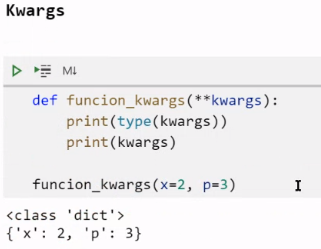 Kwargs
M↓
def funcion_kwargs(**kwargs):
    print(type(kwargs))
    print(kwargs)
funcion_kwargs(x=2, p=3)
<class 'dict'>
{'x': 2, 'p': 3}